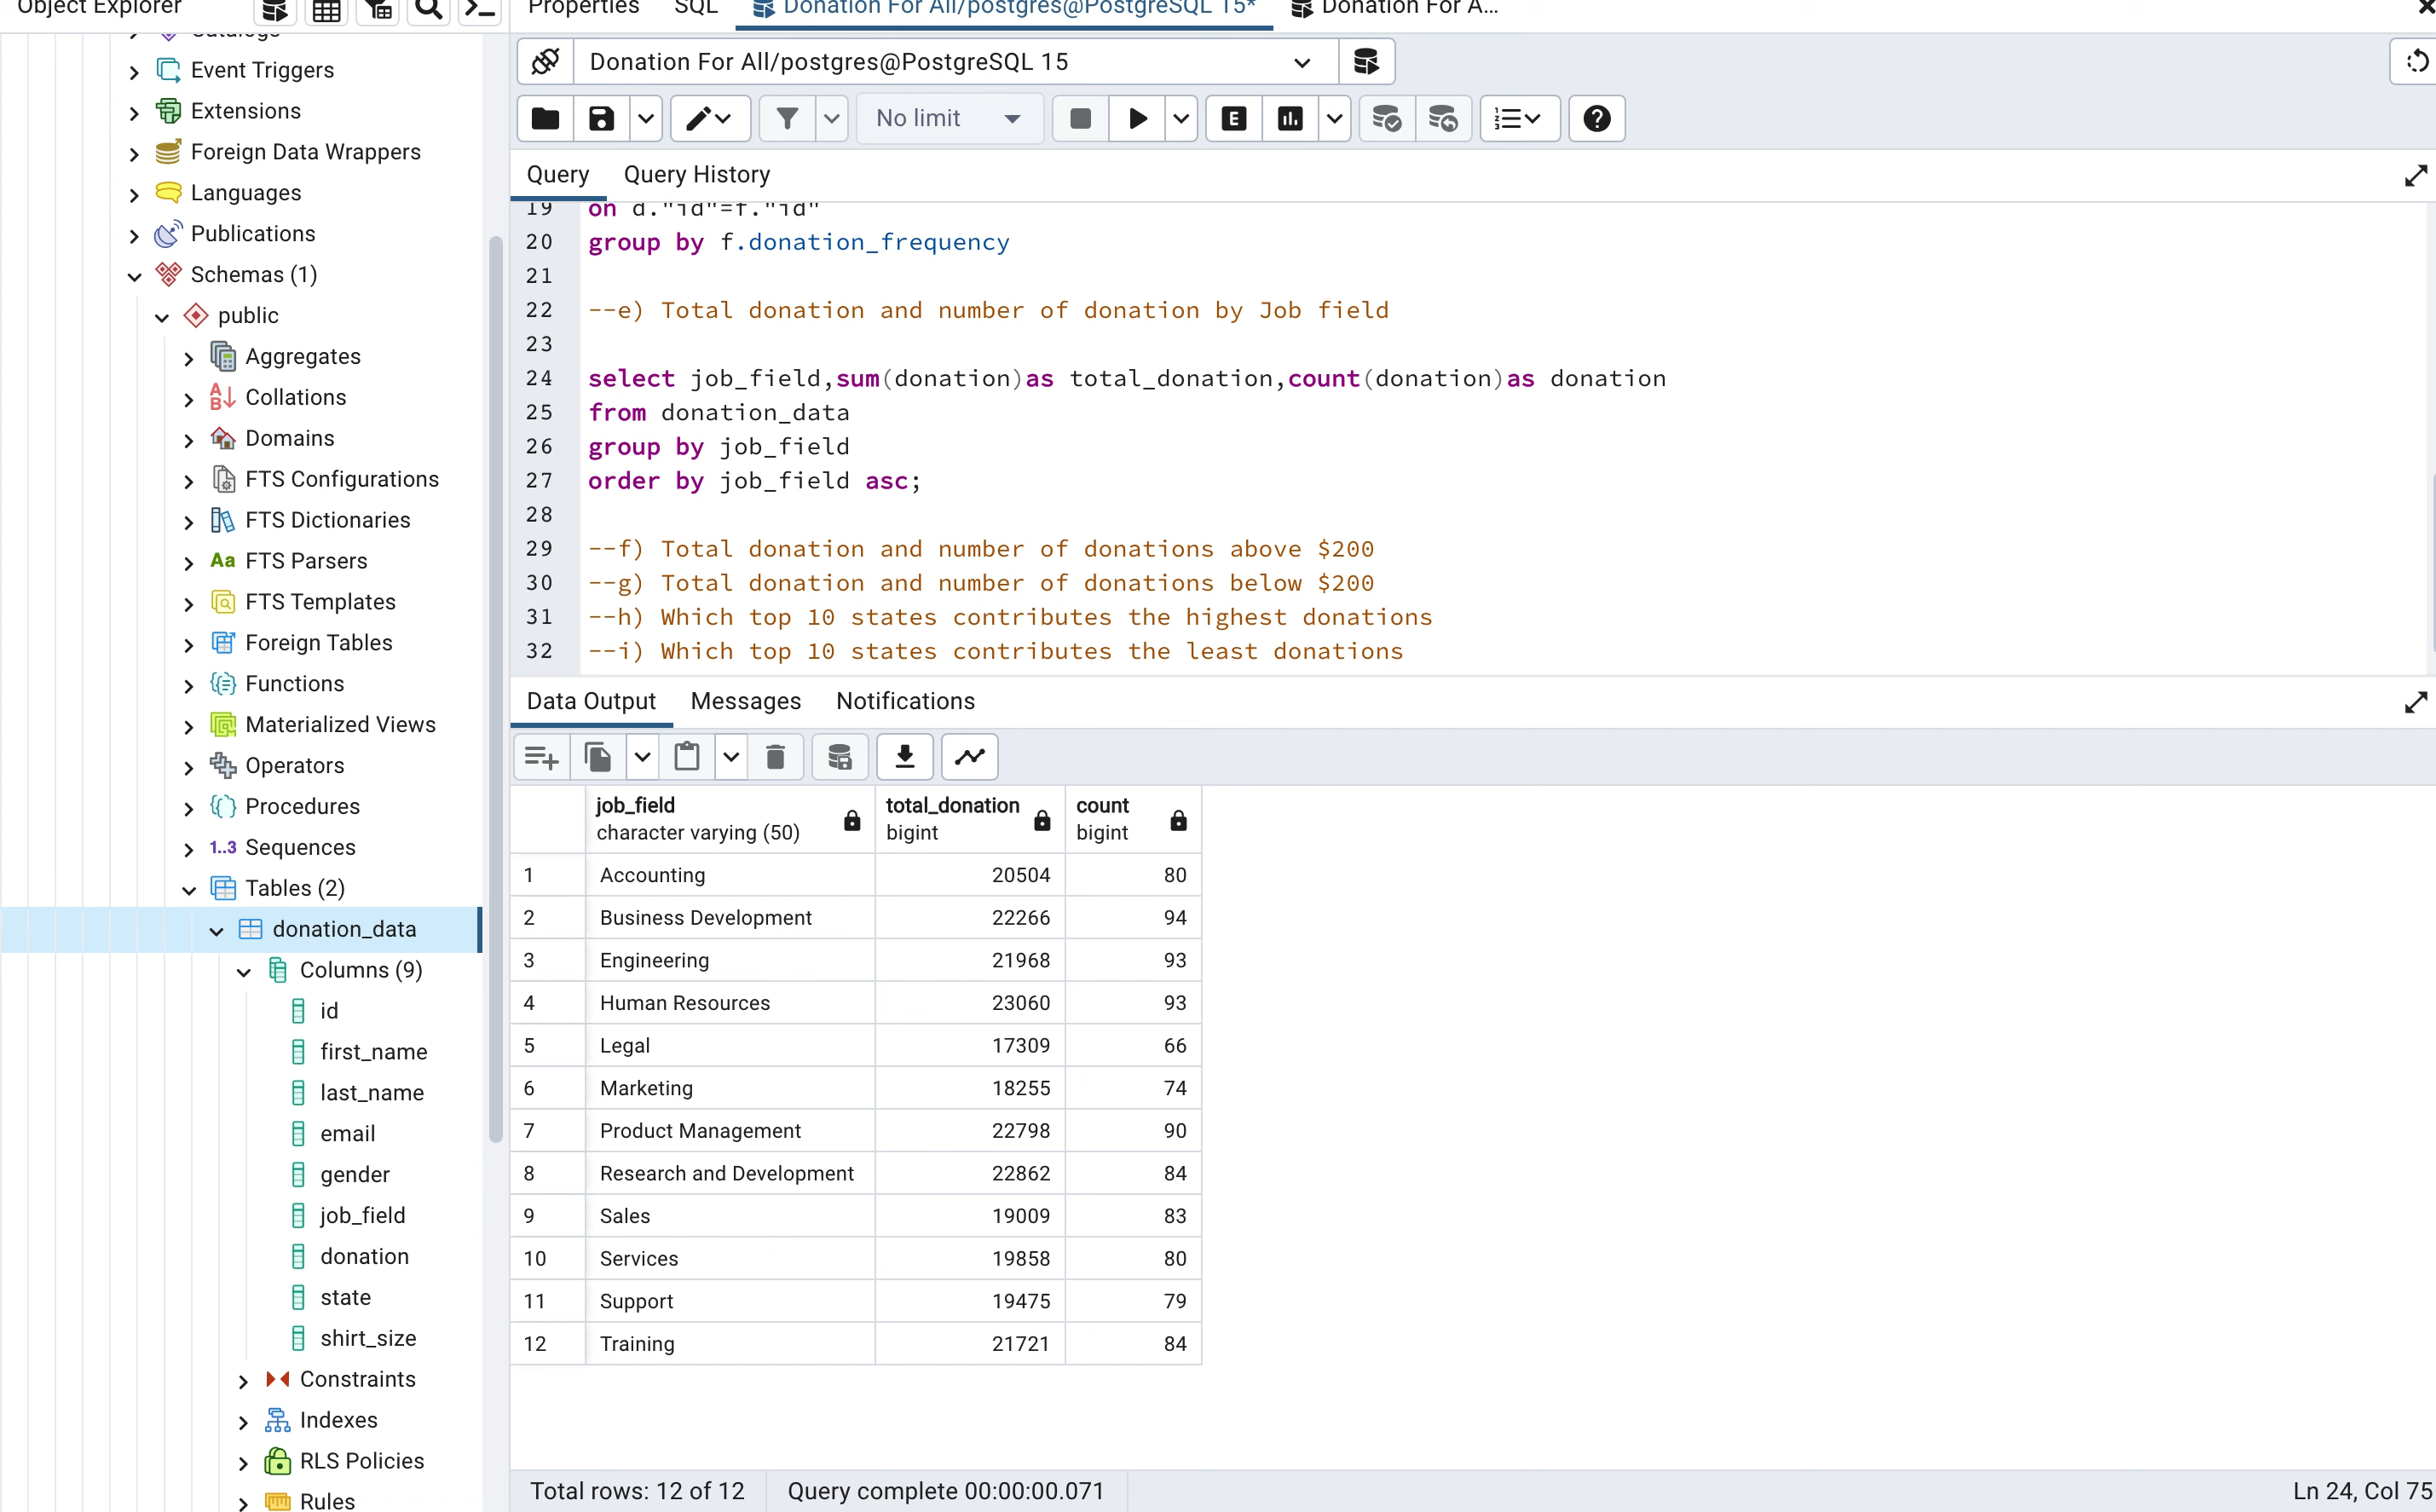 Object Explorer
Catalogs
Event Triggers
Extensions
Foreign Data Wrappers
Languages
Publications
Schemas (1)
public
Aggregates
Collations
Domains
FTS Configurations
FTS Dictionaries
Aa FTS Parsers
FTS Templates
Foreign Tables
Functions
Materialized Views
Operators
Procedures
1..3 Sequences
Tables (2)
donation_data
Columns (9)
id
first_name
last_name
email
gender
job_field
donation
state
shirt_size
Constraints
Indexes
RLS Policies
Rules
Properties SQL Donation For All/postgres@PostgreSQL 15* Donation For A...
Donation For All/postgres@PostgreSQL 15
No limit E
Query Query History
19 on d."id"=f."id"
20 group by f.donation_frequency
21
22 --e) Total donation and number of donation by Job field
23
24 select job_field,sum(donation)as total_donation,count(donation)as donation
25 from donation_data
26 group by job_field
27 order by job_field asc;
28
29 --f) Total donation and number of donations above $200
30 --g) Total donation and number of donations below $200
31 --h) Which top 10 states contributes the highest donations
32 --i) Which top 10 states contributes the least donations
Data Output Messages Notifications
job_field total_donation count
character varying (50) bigint bigint
1 Accounting 20504 80
2 Business Development 22266 94
3 Engineering 21968 93
4 Human Resources 23060 93
5 Legal 17309 66
6 Marketing 18255 74
7 Product Management 22798 90
8 Research and Development 22862 84
9 Sales 19009 83
10 Services 19858 80
11 Support 19475 79
12 Training 21721 84
Total rows: 12 of 12 Query complete 00:00:00.071 Ln 24, Col 75